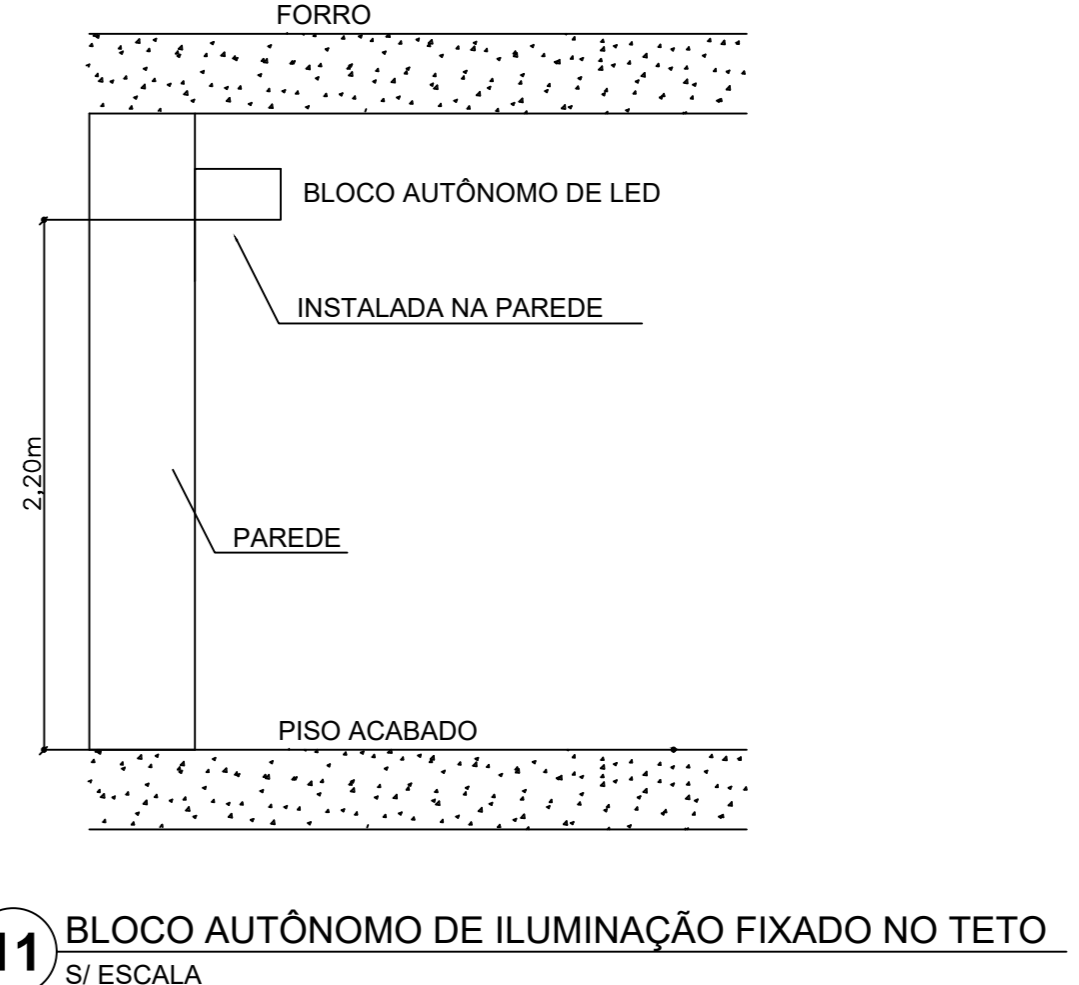 FORRO
BLOCO AUTÔNOMO DE LED
INSTALADA NA PAREDE
2,20m
PAREDE
PISO ACABADO
11 BLOCO AUTÔNOMO DE ILUMINAÇÃO FIXADO NO TETO
S/ ESCALA